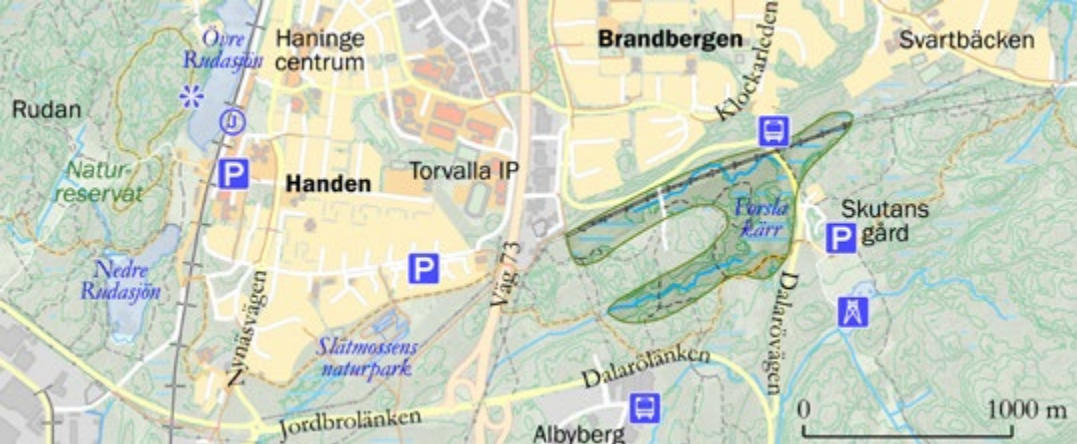 Övre
Rudasjön
Haninge
centrum
Brandbergen
Klockarleden
Svartbäcken
Rudan
J
Natur-
reservat
P
Handen
Torvalla IP
Forsla
kärr
Skutans
gård
P
Nedre
Rudasjön
P
Väg 73
Nynäsvägen
Slätmossens
naturpark
Dalarövägen
Dalarölänken
Jordbrolänken
Albyberg
0
1000 m